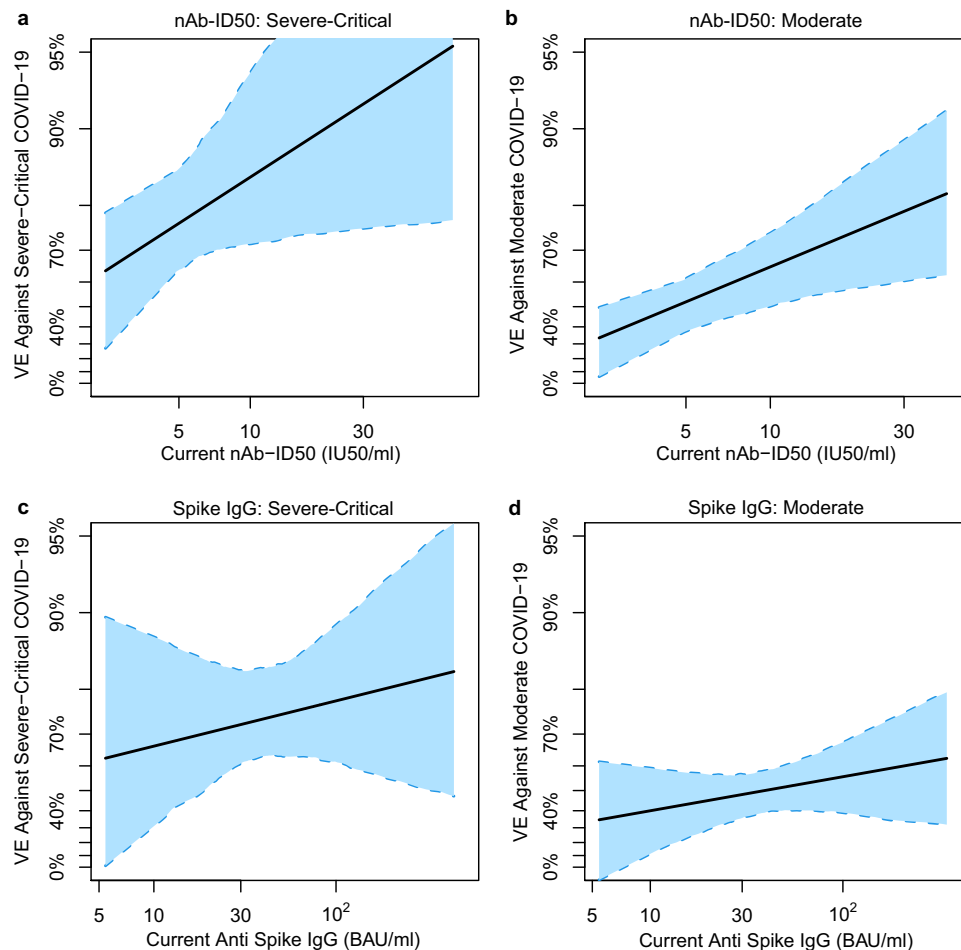 a
nAb-ID50: Severe-Critical
VE Against Severe−Critical COVID−19
95%
90%
70%
40%
0%
5
10
30
Current nAb−ID50 (IU50/ml)
b
nAb-ID50: Moderate
VE Against Moderate COVID−19
95%
90%
70%
40%
0%
5
10
30
Current nAb−ID50 (IU50/ml)
c
Spike IgG: Severe-Critical
VE Against Severe−Critical COVID−19
95%
90%
70%
40%
0%
5
10
30
10²
Current Anti Spike IgG (BAU/ml)
d
Spike IgG: Moderate
VE Against Moderate COVID−19
95%
90%
70%
40%
0%
5
10
30
10²
Current Anti Spike IgG (BAU/ml)